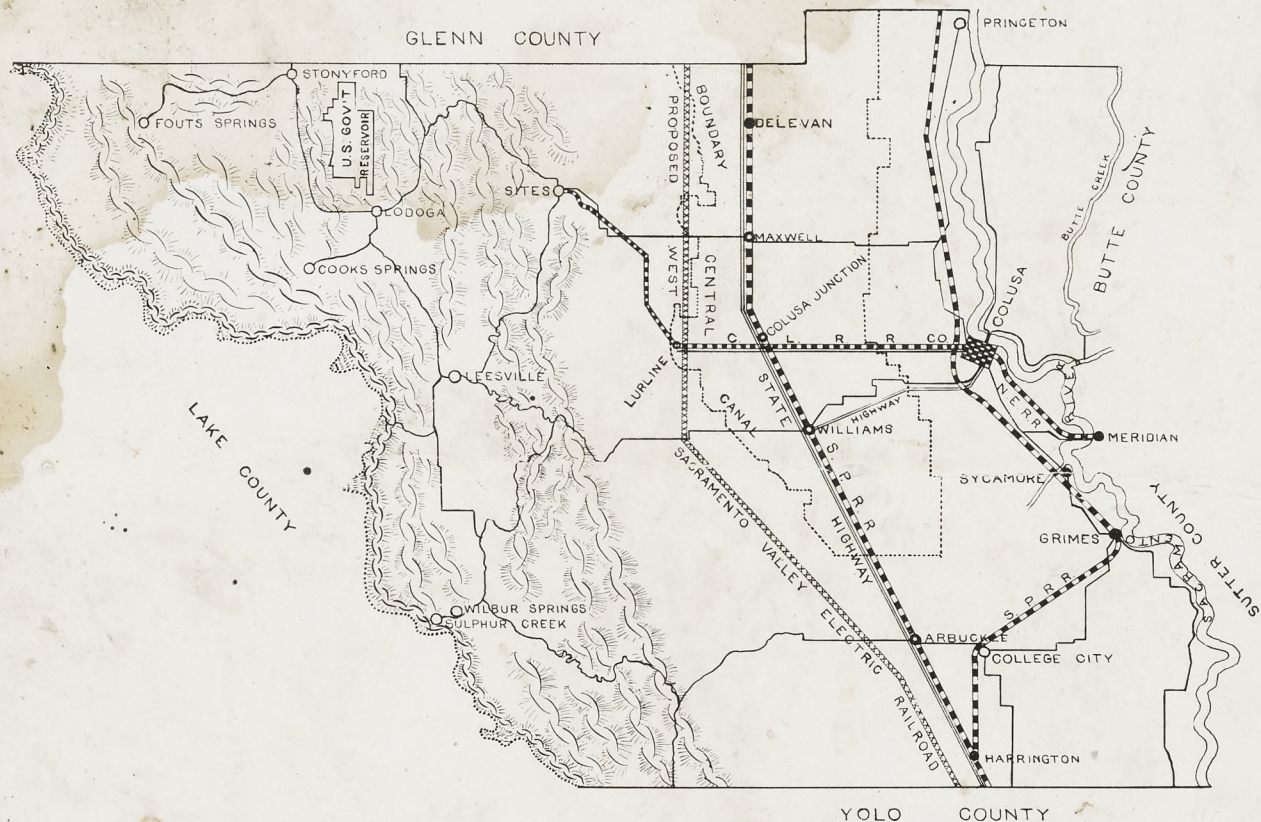 GLENN COUNTY
PRINCETON
STONYFORD
FOUTS SPRINGS
U.S. GOV'T
RESERVOIR
PROPOSED
BOUNDARY
DELEVAN
BUTTE CREEK
BUTTE COUNTY
SITES
LODOGA
MAXWELL
COOKS SPRINGS
WEST
CENTRAL
COLUSA JUNCTION
COLUSA
C. L. R R CO.
LURLINE
LEESVILLE
STATE
CANAL
HIGHWAY
WILLIAMS
N E R R
RIVER
MERIDIAN
LAKE COUNTY
SACRAMENTO
S. P. R R
SYCAMORE
GRIMES
SACRAMENTO
SUTTER COUNTY
VALLEY
HIGHWAY
S P R R
WILBUR SPRINGS
SULPHUR CREEK
ELECTRIC
ARBUCKLE
COLLEGE CITY
RAILROAD
HARRINGTON
YOLO COUNTY